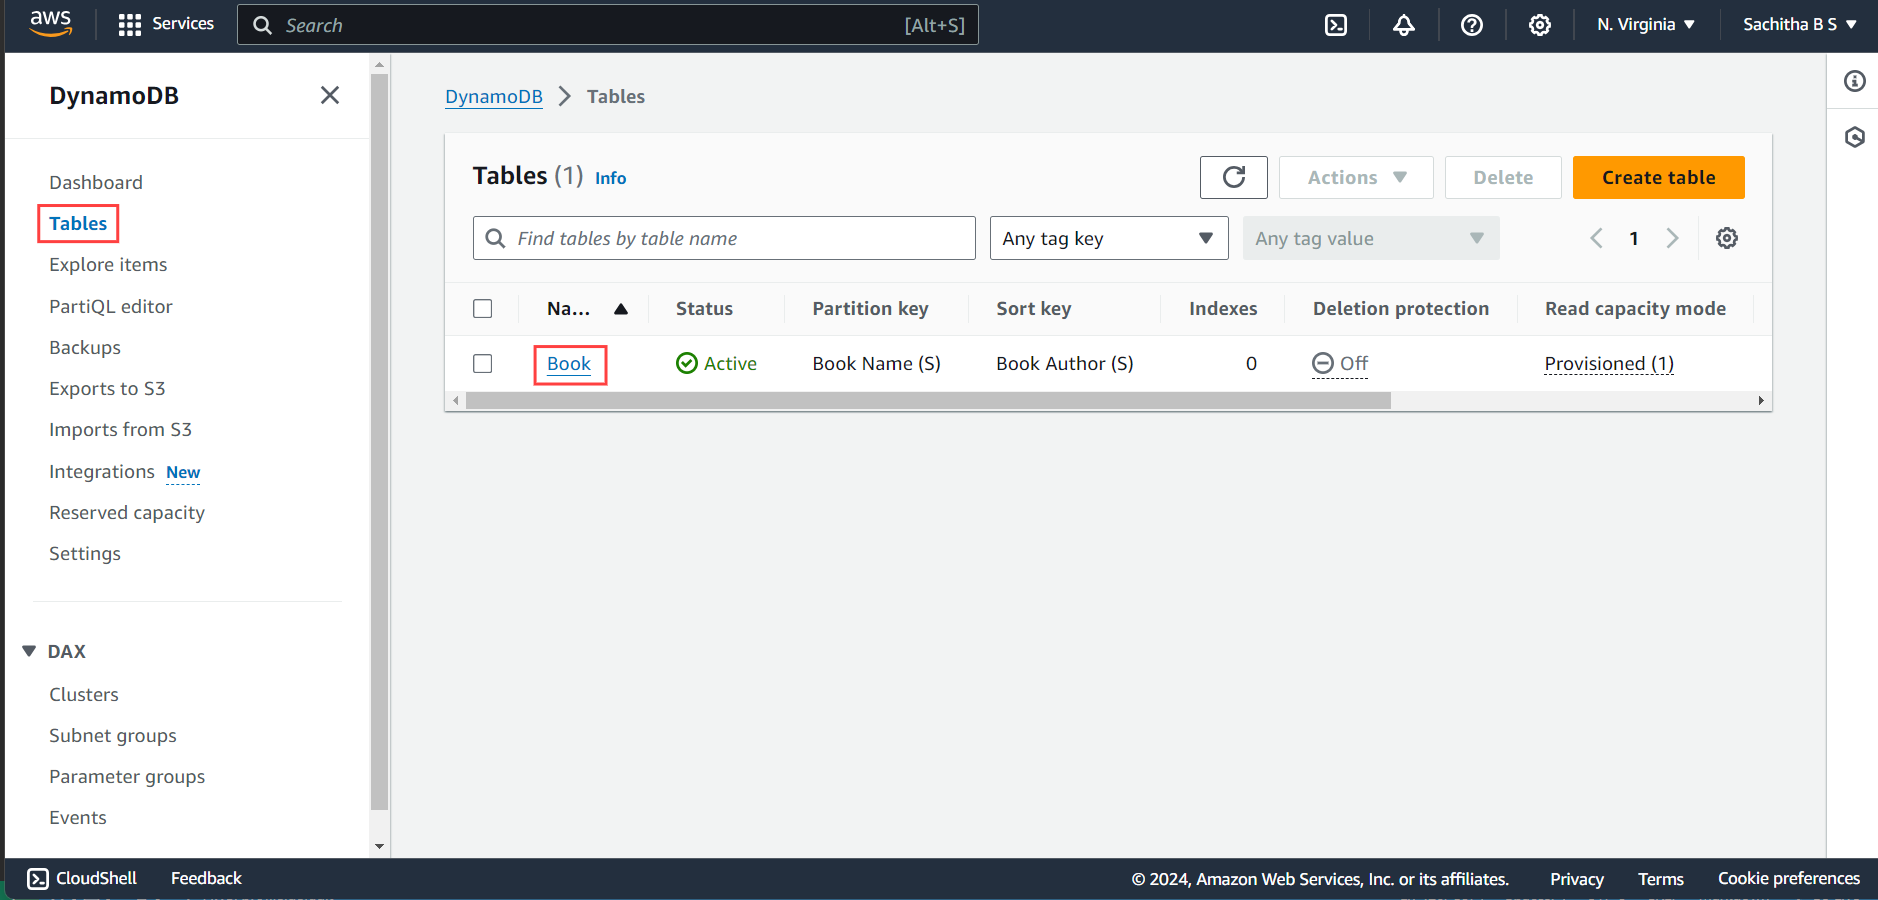 aws Services Search [Alt+S] N. Virginia Sachitha B S
DynamoDB
Dashboard
Tables
Explore items
PartiQL editor
Backups
Exports to S3
Imports from S3
Integrations New
Reserved capacity
Settings
DAX
Clusters
Subnet groups
Parameter groups
Events
DynamoDB Tables
Tables (1) Info Actions Delete Create table
Find tables by table name Any tag key Any tag value 1
Na... Status Partition key Sort key Indexes Deletion protection Read capacity mode
Book Active Book Name (S) Book Author (S) 0 Off Provisioned (1)
CloudShell Feedback © 2024, Amazon Web Services, Inc. or its affiliates. Privacy Terms Cookie preferences